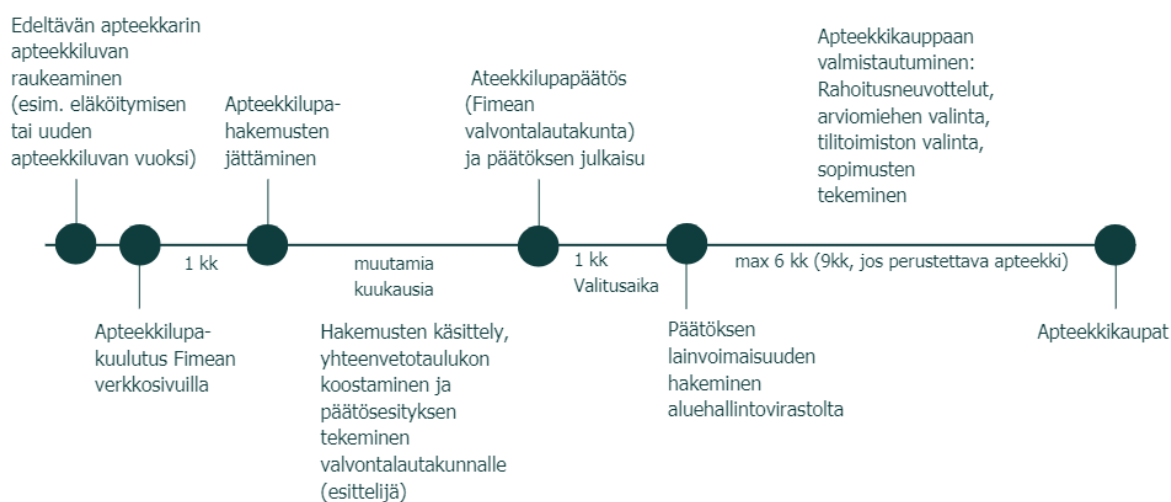 Edeltävän apteekkarin
apteekkiluvan
raukeaminen
(esim. eläköitymisen
tai uuden
apteekkiluvan vuoksi)
Apteekkilupa-
hakemusten
jättäminen
Ateekkilupapäätös
(Fimean
valvontalautakunta)
ja päätöksen julkaisu
Apteekkikauppaan
valmistautuminen:
Rahoitusneuvottelut,
arviomiehen valinta,
tilitoimiston valinta,
sopimusten
tekeminen
1 kk
muutamia
kuukausia
1 kk
Valitusaika
max 6 kk (9kk, jos perustettava apteekki)
Apteekkilupa-
kuulutus Fimean
verkkosivuilla
Hakemusten käsittely,
yhteenvetotaulukon
koostaminen ja
päätösesityksen
tekeminen
valvontalautakunnalle
(esittelijä)
Päätöksen
lainvoimaisuuden
hakeminen
aluehallintovirastolta
Apteekkikaupat